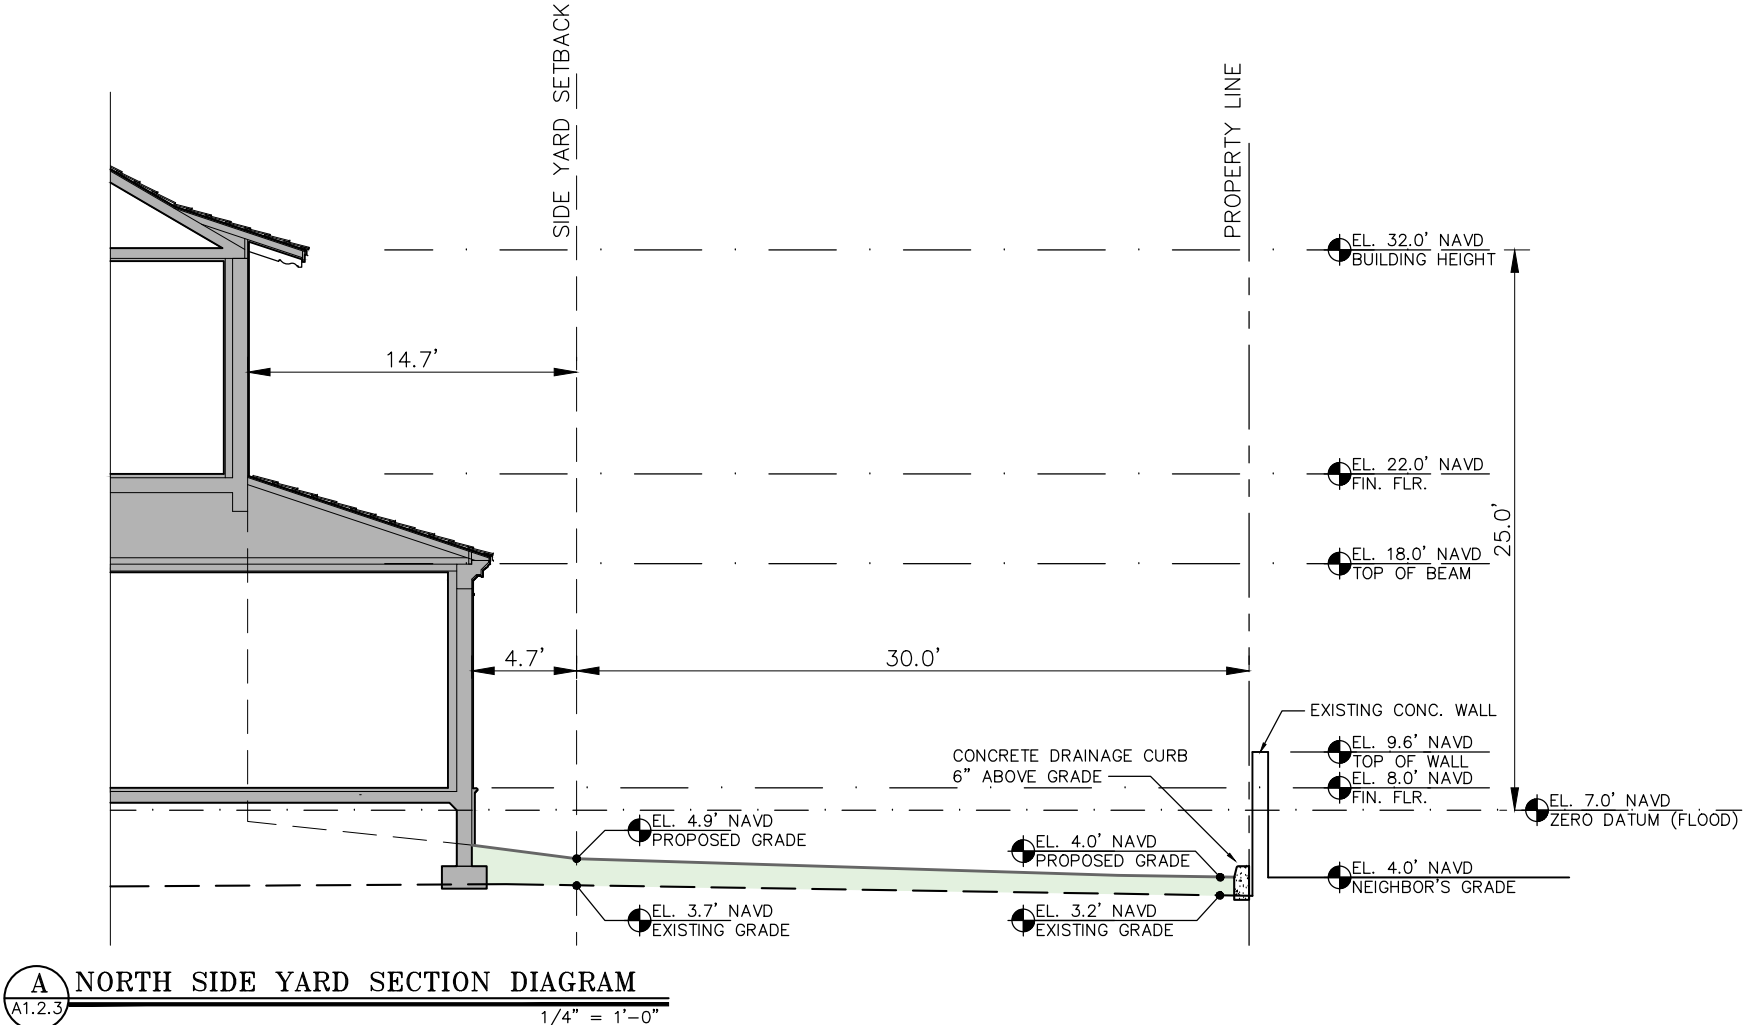 SIDE YARD SETBACK
PROPERTY LINE
EL. 32.0' NAVD
BUILDING HEIGHT
14.7'
EL. 22.0' NAVD
FIN. FLR.
25.0'
EL. 18.0' NAVD
TOP OF BEAM
4.7'
30.0'
EXISTING CONC. WALL
EL. 9.6' NAVD
TOP OF WALL
CONCRETE DRAINAGE CURB
6" ABOVE GRADE
EL. 8.0' NAVD
FIN. FLR.
EL. 7.0' NAVD
ZERO DATUM (FLOOD)
EL. 4.9' NAVD
PROPOSED GRADE
EL. 4.0' NAVD
PROPOSED GRADE
EL. 4.0' NAVD
NEIGHBOR'S GRADE
EL. 3.7' NAVD
EXISTING GRADE
EL. 3.2' NAVD
EXISTING GRADE
A
A1.2.3
NORTH SIDE YARD SECTION DIAGRAM
1/4" = 1'-0"